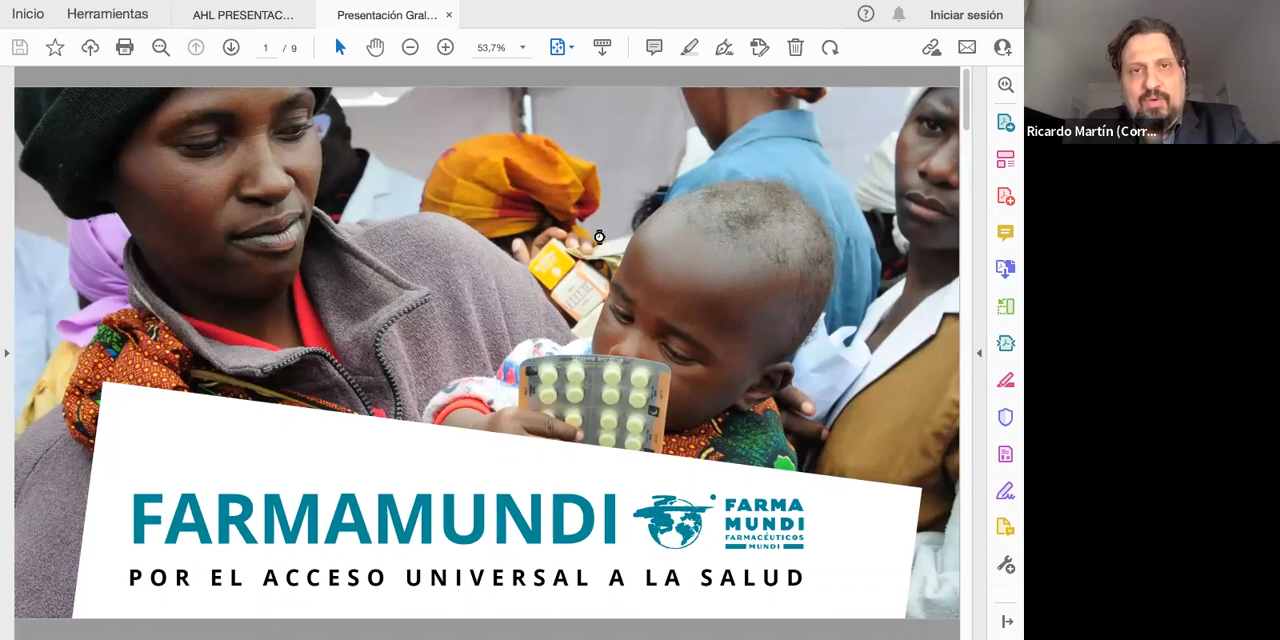 Inicio
Herramientas
AHL PRESENTAC...
Presentación Gral...
Iniciar sesión
1 / 9
53,7%
Ricardo Martín (Corr...
FARMAMUNDI
FARMA
MUNDI
FARMACÉUTICOS
MUNDI
POR EL ACCESO UNIVERSAL A LA SALUD